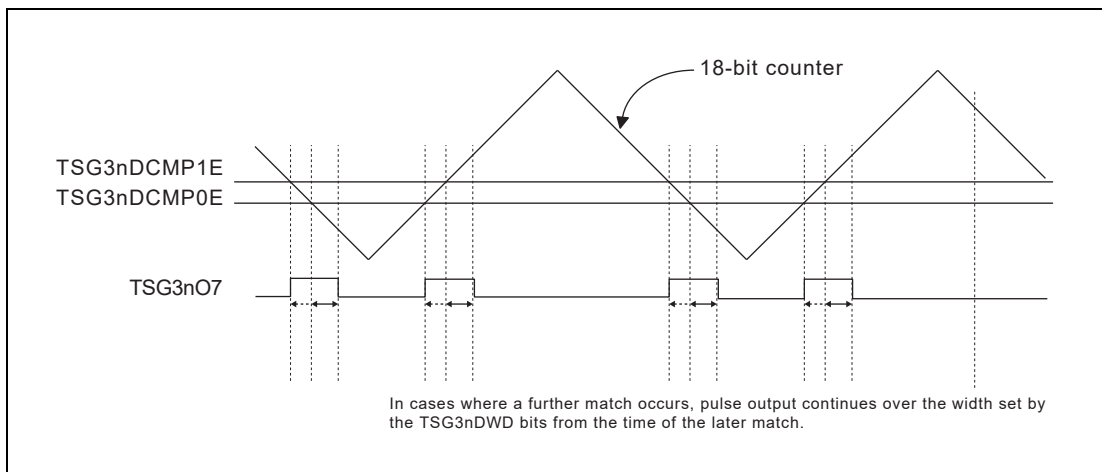 18-bit counter
TSG3nDCMP1E
TSG3nDCMP0E
TSG3nO7
In cases where a further match occurs, pulse output continues over the width set by
the TSG3nDWD bits from the time of the later match.